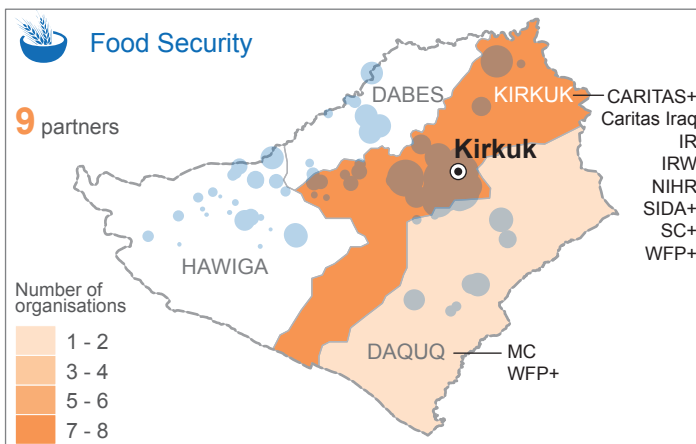 Food Security
9 partners
DABES
KIRKUK
Kirkuk
HAWIGA
DAQUQ
CARITAS+
Caritas Iraq
IR
IRW
NIHR
SIDA+
SC+
WFP+
MC
WFP+
Number of
organisations
1 - 2
3 - 4
5 - 6
7 - 8